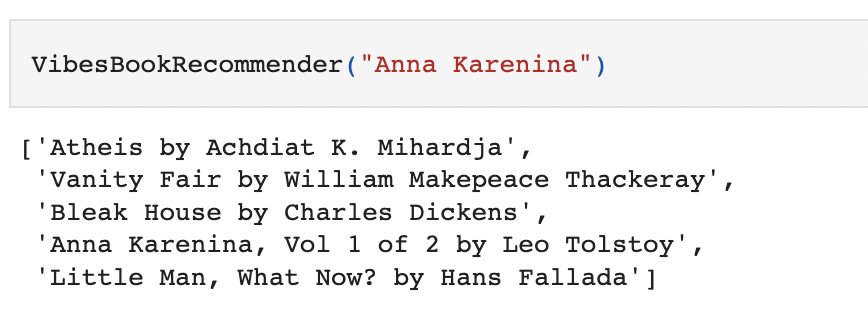 VibesBookRecommender("Anna Karenina")
['Atheis by Achdiat K. Mihardja',
'Vanity Fair by William Makepeace Thackeray',
'Bleak House by Charles Dickens',
'Anna Karenina, Vol 1 of 2 by Leo Tolstoy',
'Little Man, What Now? by Hans Fallada']